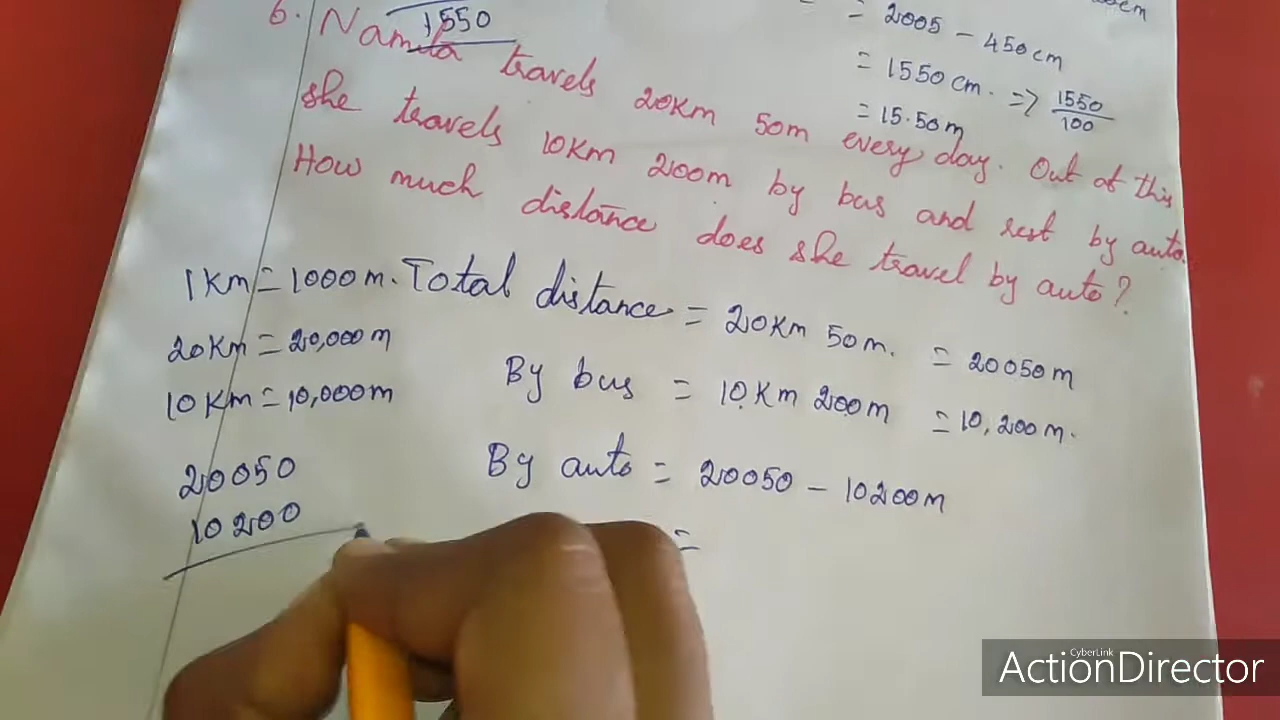 cm
= 2005 - 450cm
= 1550 cm. => 1550/100
= 15.50m
1550
6. Namita travels 20km 50m every day. Out of this
she travels 10km 200m by bus and rest by auto.
How much distance does she travel by auto?
1km = 1000m. Total distance = 20km 50m. = 20050m
20km = 20,000m
By bus = 10km 200m = 10,200m.
10km = 10,000m
By auto = 20050 - 10200m
20050
10200
=
CyberLink
ActionDirector